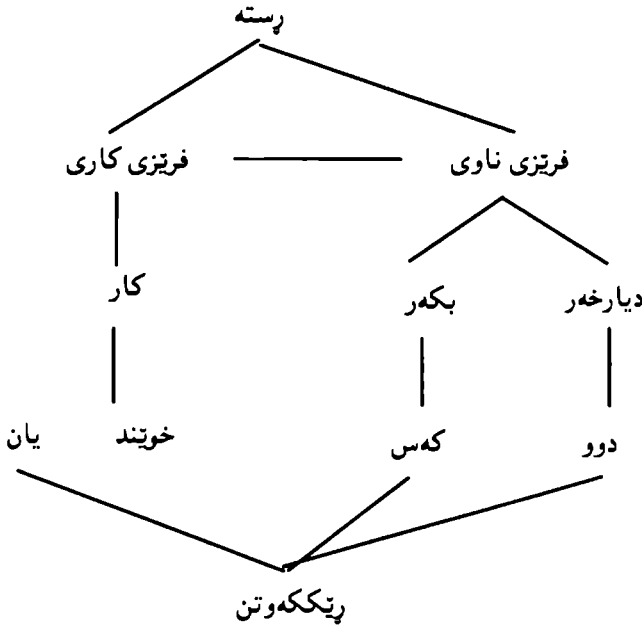 ڕستە
فرێزی ناوی فرێزی کاری
دیارخەر بکەر کار
دوو کەس خوێند یان
ڕێککەوتن